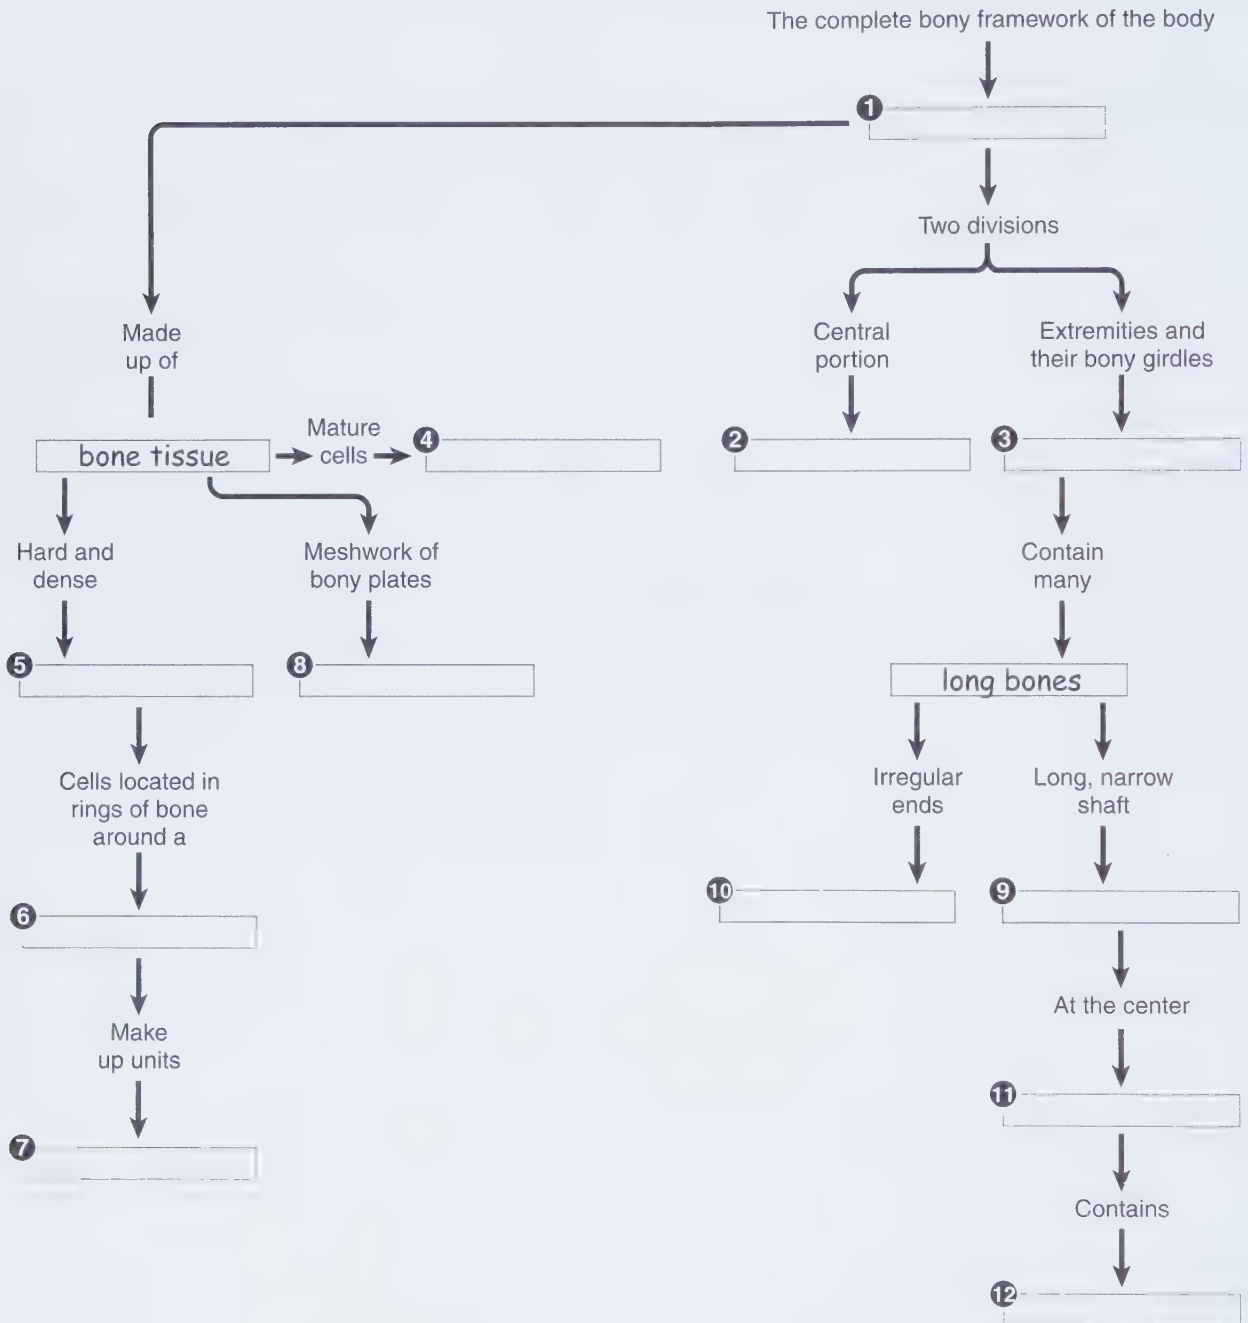 The complete bony framework of the body
1
Two divisions
Made
up of
Central
portion
Extremities and
their bony girdles
bone tissue
Mature
cells
4
2
3
Hard and
dense
Meshwork of
bony plates
Contain
many
5
8
long bones
Cells located in
rings of bone
around a
Irregular
ends
Long, narrow
shaft
6
10
9
Make
up units
At the center
7
11
Contains
12